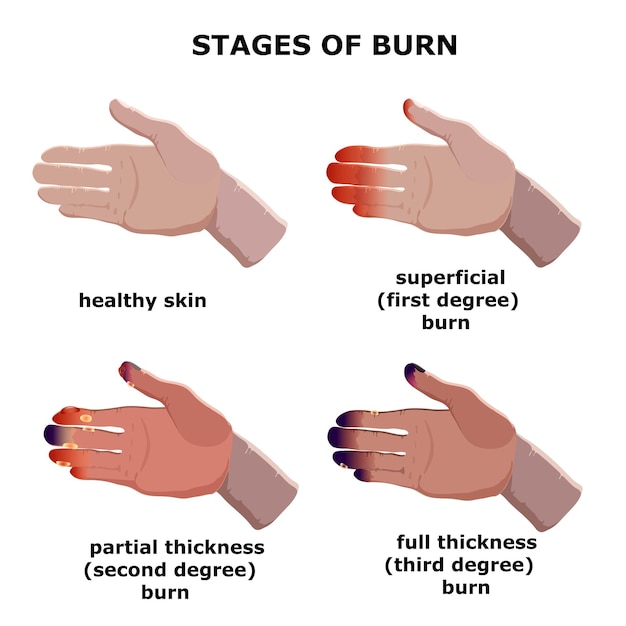 STAGES OF BURN
healthy skin
superficial
(first degree)
burn
partial thickness
(second degree)
burn
full thickness
(third degree)
burn